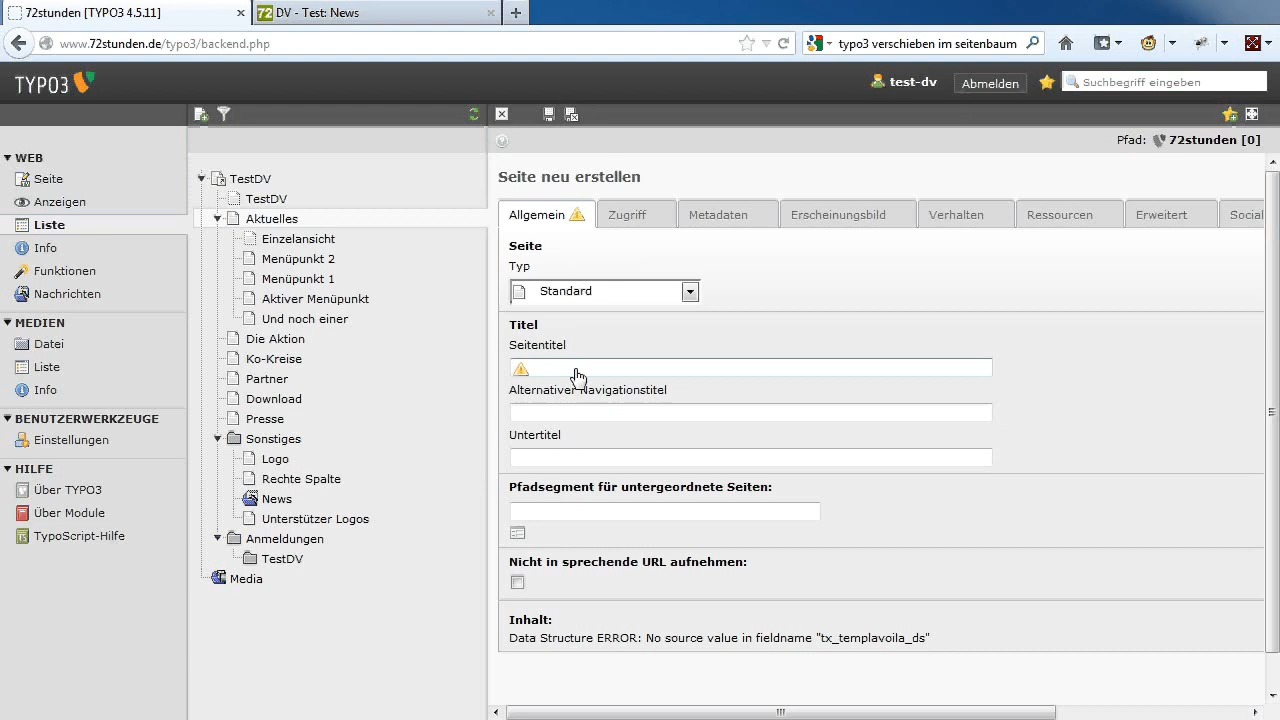 72stunden [TYPO3 4.5.11]
72 DV - Test: News
www.72stunden.de/typo3/backend.php
typo3 verschieben im seitenbaum
TYPO3
test-dv
Abmelden
Suchbegriff eingeben
Pfad: 72stunden [0]
WEB
Seite
Anzeigen
Liste
Info
Funktionen
Nachrichten
MEDIEN
Datei
Liste
Info
BENUTZERWERKZEUGE
Einstellungen
HILFE
Über TYPO3
Über Module
TypoScript-Hilfe
TestDV
TestDV
Aktuelles
Einzelansicht
Menüpunkt 2
Menüpunkt 1
Aktiver Menüpunkt
Und noch einer
Die Aktion
Ko-Kreise
Partner
Download
Presse
Sonstiges
Logo
Rechte Spalte
News
Unterstützer Logos
Anmeldungen
TestDV
Media
Seite neu erstellen
Allgemein Zugriff Metadaten Erscheinungsbild Verhalten Ressourcen Erweitert Social
Seite
Typ
Standard
Titel
Seitentitel
Alternativer Navigationstitel
Untertitel
Pfadsegment für untergeordnete Seiten:
Nicht in sprechende URL aufnehmen:
Inhalt:
Data Structure ERROR: No source value in fieldname "tx_templavoila_ds"